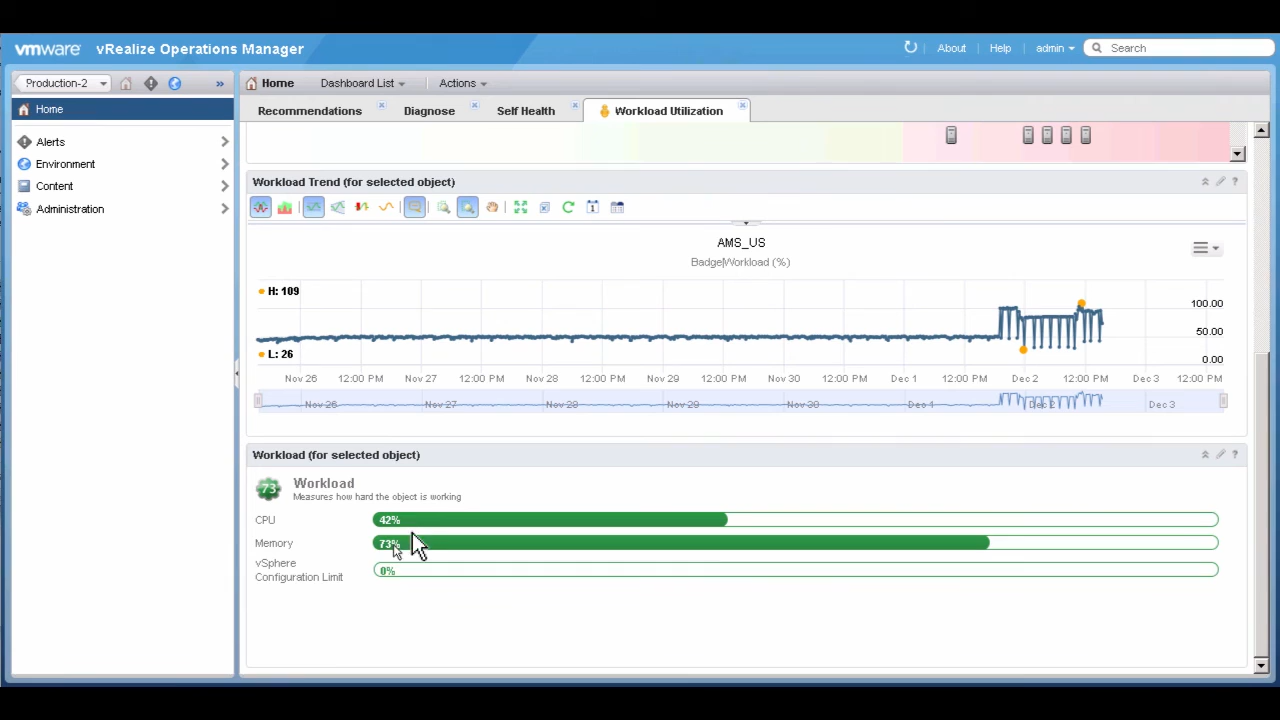 vmware vRealize Operations Manager About Help admin Search
Production-2 Home Dashboard List Actions
Home Recommendations Diagnose Self Health Workload Utilization
Alerts
Environment
Content
Administration
Workload Trend (for selected object)
AMS_US
Badge|Workload (%)
H: 109
L: 26
100.00
50.00
0.00
Nov 26 12:00 PM Nov 27 12:00 PM Nov 28 12:00 PM Nov 29 12:00 PM Nov 30 12:00 PM Dec 1 12:00 PM Dec 2 12:00 PM Dec 3 12:00 PM
Nov 26 Nov 27 Nov 28 Nov 29 Nov 30 Dec 1 Dec 2 Dec 3
Workload (for selected object)
73 Workload
Measures how hard the object is working
CPU 42%
Memory 73%
vSphere
Configuration Limit 0%